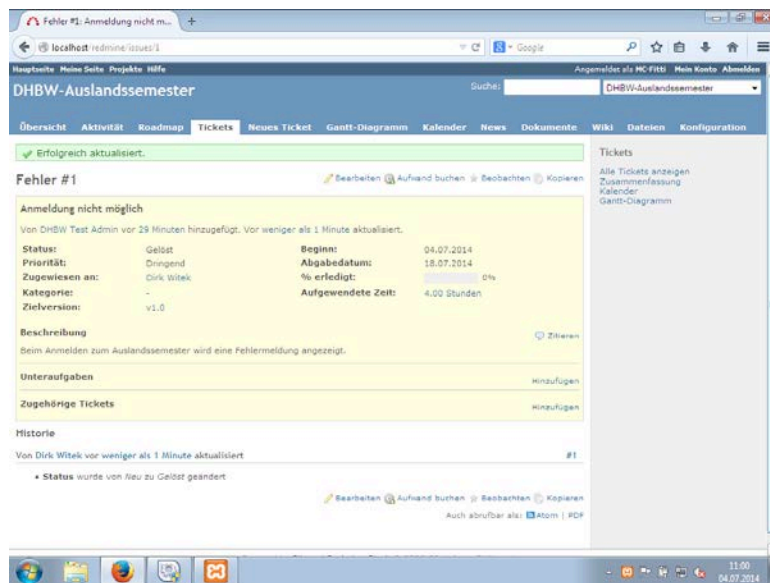 Fehler #1: Anmeldung nicht m...
localhost/redmine/issues/1
Google
Hauptseite Meine Seite Projekte Hilfe
Angemeldet als MC-Fitti Mein Konto Abmelden
DHBW-Auslandssemester
Suche:
DHBW-Auslandssemester
Übersicht Aktivität Roadmap Tickets Neues Ticket Gantt-Diagramm Kalender News Dokumente Wiki Dateien Konfiguration
Erfolgreich aktualisiert.
Fehler #1
Bearbeiten Aufwand buchen Beobachten Kopieren
Anmeldung nicht möglich
Von DHBW Test Admin vor 29 Minuten hinzugefügt. Vor weniger als 1 Minute aktualisiert.
Status: Gelöst Beginn: 04.07.2014
Priorität: Dringend Abgabedatum: 18.07.2014
Zugewiesen an: Dirk Witek % erledigt: 0%
Kategorie: - Aufgewendete Zeit: 4.00 Stunden
Zielversion: v1.0
Beschreibung
Zitieren
Beim Anmelden zum Auslandssemester wird eine Fehlermeldung angezeigt.
Unteraufgaben Hinzufügen
Zugehörige Tickets Hinzufügen
Historie
Von Dirk Witek vor weniger als 1 Minute aktualisiert #1
• Status wurde von Neu zu Gelöst geändert
Bearbeiten Aufwand buchen Beobachten Kopieren
Auch abrufbar als: Atom | PDF
Tickets
Alle Tickets anzeigen
Zusammenfassung
Kalender
Gantt-Diagramm
11:00
04.07.2014